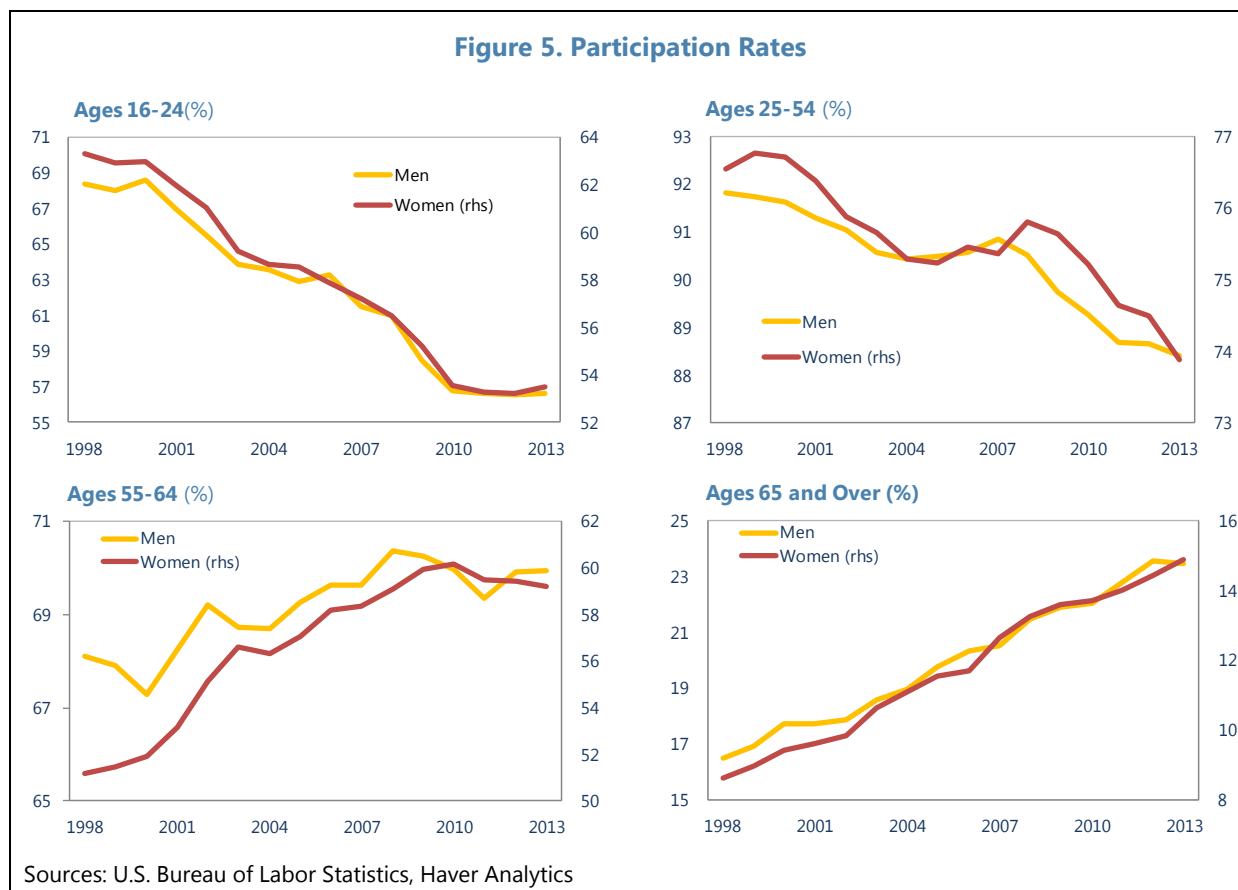 Figure 5. Participation Rates
Ages 16-24(%)
71
69
67
65
63
61
59
57
55
64
62
60
58
56
54
52
Men
Women (rhs)
1998 2001 2004 2007 2010 2013
Ages 25-54 (%)
93
92
91
90
89
88
87
77
76
75
74
73
Men
Women (rhs)
1998 2001 2004 2007 2010 2013
Ages 55-64 (%)
71
69
67
65
62
60
58
56
54
52
50
Men
Women (rhs)
1998 2001 2004 2007 2010 2013
Ages 65 and Over (%)
25
23
21
19
17
15
16
14
12
10
8
Men
Women (rhs)
1998 2001 2004 2007 2010 2013
Sources: U.S. Bureau of Labor Statistics, Haver Analytics